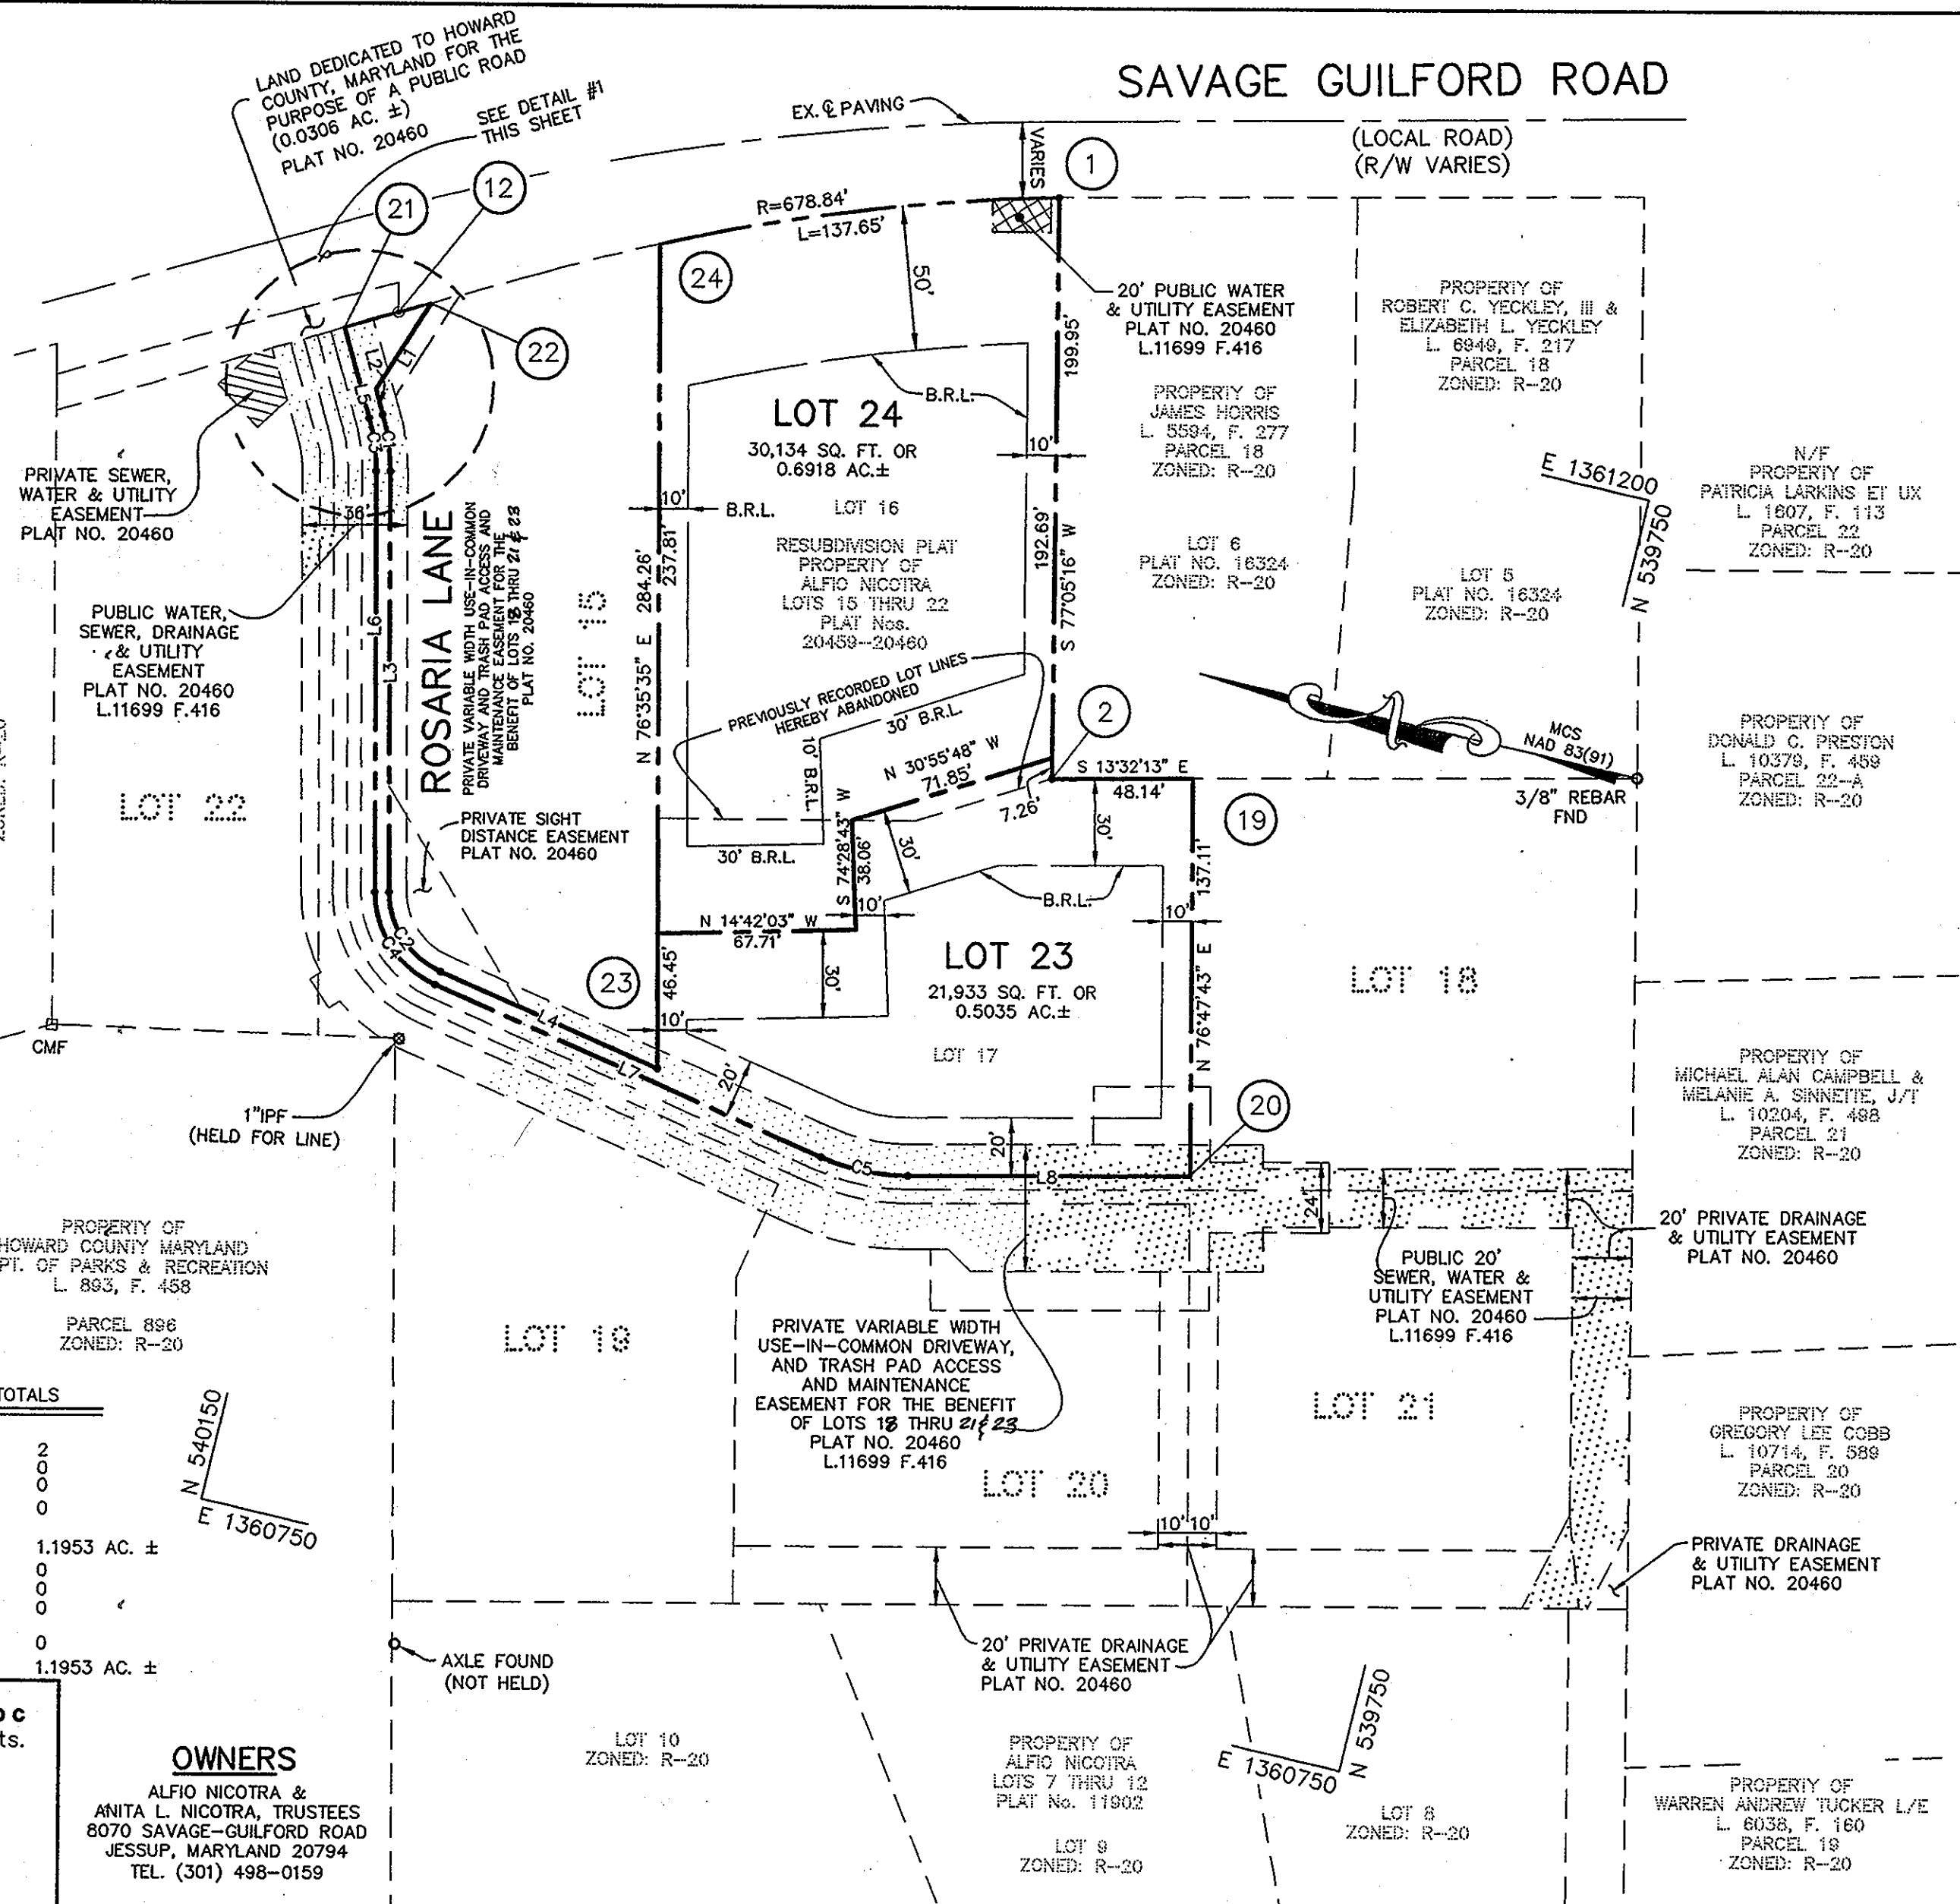 SAVAGE GUILFORD ROAD
(LOCAL ROAD)
(R/W VARIES)
LAND DEDICATED TO HOWARD
COUNTY, MARYLAND FOR THE
PURPOSE OF A PUBLIC ROAD
(0.0306 AC. ±)
PLAT NO. 20460
SEE DETAIL #1
THIS SHEET
EX. ℄ PAVING
VARIES
1
12
21
22
24
R=678.84'
L=137.65'
50'
20' PUBLIC WATER
& UTILITY EASEMENT
PLAT NO. 20460
L.11699 F.416
199.95'
192.69'
S 77°05'16" W
10'
B.R.L.
LOT 24
30,134 SQ. FT. OR
0.6918 AC.±
LOT 16
RESUBDIVISION PLAT
PROPERTY OF
ALFIO NICOTRA
LOTS 15 THRU 22
PLAT Nos.
20459-20460
10'
B.R.L.
237.81'
N 76°35'35" E 284.26'
LOT 15
PREVIOUSLY RECORDED LOT LINES
HEREBY ABANDONED
30' B.R.L.
10' B.R.L.
30' B.R.L.
N 30°55'48" W
71.85'
7.26'
2
S 13°32'13" E
48.14'
30'
19
S 74°28'43" W
38.06'
30'
10'
N 14°42'03" W
67.71'
30'
B.R.L.
10'
137.11'
N 76°47'43" E
LOT 23
21,933 SQ. FT. OR
0.5035 AC.±
LOT 17
23
46.45'
10'
20'
20'
20
PROPERTY OF
JAMES HORRIS
L. 5594, F. 277
PARCEL 18
ZONED: R-20
LOT 6
PLAT NO. 16324
ZONED: R-20
PROPERTY OF
ROBERT C. YECKLEY, III &
ELIZABETH L. YECKLEY
L. 6949, F. 217
PARCEL 18
ZONED: R-20
LOT 5
PLAT NO. 16324
ZONED: R-20
E 1361200
N 539750
N/F
PROPERTY OF
PATRICIA LARKINS ET UX
L. 1607, F. 113
PARCEL 22
ZONED: R-20
MCS
NAD 83(91)
3/8" REBAR
FND
PROPERTY OF
DONALD C. PRESTON
L. 10379, F. 459
PARCEL 22-A
ZONED: R-20
LOT 18
PROPERTY OF
MICHAEL ALAN CAMPBELL &
MELANIE A. SINNETTE, J/T
L. 10204, F. 498
PARCEL 21
ZONED: R-20
PRIVATE SEWER,
WATER & UTILITY
EASEMENT
PLAT NO. 20460
L1
L2
L5
C3
C1
36'
PUBLIC WATER,
SEWER, DRAINAGE
& UTILITY
EASEMENT
PLAT NO. 20460
L.11699 F.416
L6
L3
ROSARIA LANE
PRIVATE VARIABLE WIDTH USE-IN-COMMON
DRIVEWAY AND TRASH PAD ACCESS AND
MAINTENANCE EASEMENT FOR THE
BENEFIT OF LOTS 18 THRU 21 & 23
PLAT NO. 20460
LOT 22
PRIVATE SIGHT
DISTANCE EASEMENT
PLAT NO. 20460
C2
C4
L4
L7
C5
L8
CMF
1"IPF
(HELD FOR LINE)
24'
20' PRIVATE DRAINAGE
& UTILITY EASEMENT
PLAT NO. 20460
PUBLIC 20'
SEWER, WATER &
UTILITY EASEMENT
PLAT NO. 20460
L.11699 F.416
PROPERTY OF
HOWARD COUNTY MARYLAND
PT. OF PARKS & RECREATION
L. 893, F. 458
PARCEL 896
ZONED: R-20
LOT 19
PRIVATE VARIABLE WIDTH
USE-IN-COMMON DRIVEWAY,
AND TRASH PAD ACCESS
AND MAINTENANCE
EASEMENT FOR THE BENEFIT
OF LOTS 18 THRU 21 & 23
PLAT NO. 20460
L.11699 F.416
LOT 20
LOT 21
PROPERTY OF
GREGORY LEE COBB
L. 10714, F. 589
PARCEL 20
ZONED: R-20
TOTALS
2
0
0
0
1.1953 AC. ±
0
0
0
0
1.1953 AC. ±
N 540150
E 1360750
10' 10'
PRIVATE DRAINAGE
& UTILITY EASEMENT
PLAT NO. 20460
AXLE FOUND
(NOT HELD)
20' PRIVATE DRAINAGE
& UTILITY EASEMENT
PLAT NO. 20460
OWNERS
ALFIO NICOTRA &
ANITA L. NICOTRA, TRUSTEES
8070 SAVAGE-GUILFORD ROAD
JESSUP, MARYLAND 20794
TEL. (301) 498-0159
LOT 10
ZONED: R-20
PROPERTY OF
ALFIO NICOTRA
LOTS 7 THRU 12
PLAT No. 11902
LOT 9
ZONED: R-20
E 1360750
N 539750
LOT 8
ZONED: R-20
PROPERTY OF
WARREN ANDREW TUCKER L/E
L. 6038, F. 160
PARCEL 19
ZONED: R-20